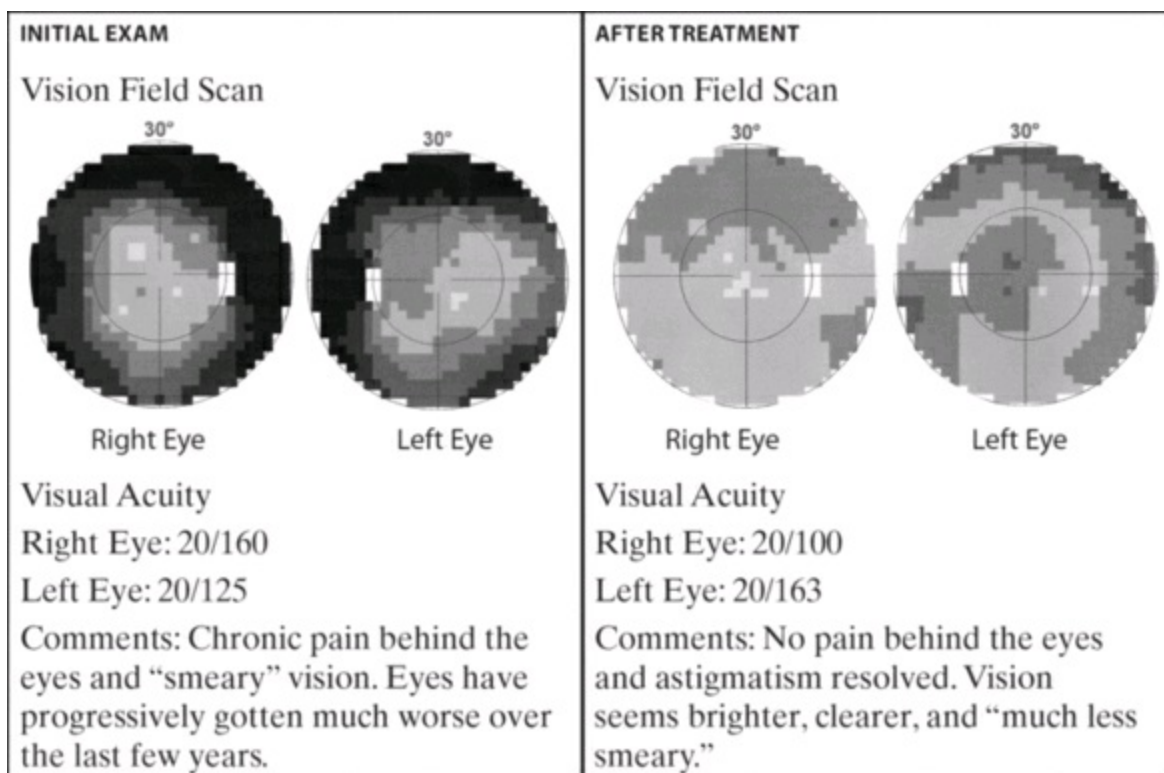 INITIAL EXAM
Vision Field Scan
30°
30°
Right Eye
Left Eye
Visual Acuity
Right Eye: 20/160
Left Eye: 20/125
Comments: Chronic pain behind the
eyes and “smeary” vision. Eyes have
progressively gotten much worse over
the last few years.
AFTER TREATMENT
Vision Field Scan
30°
30°
Right Eye
Left Eye
Visual Acuity
Right Eye: 20/100
Left Eye: 20/163
Comments: No pain behind the eyes
and astigmatism resolved. Vision
seems brighter, clearer, and “much less
smeary.”